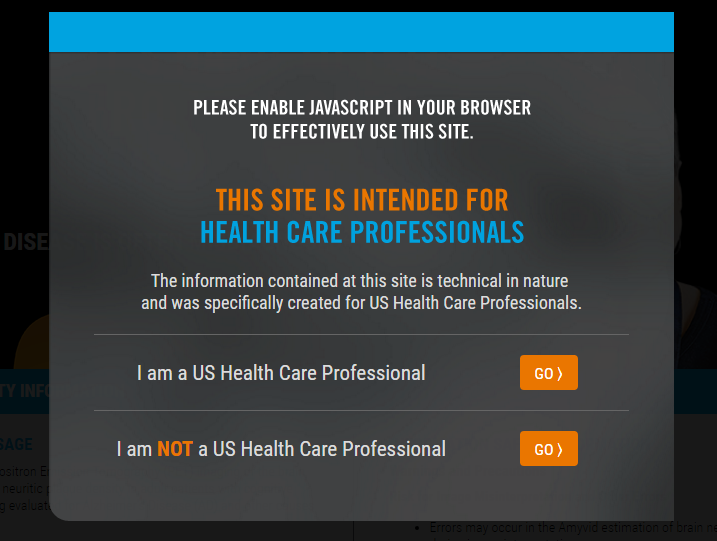 PLEASE ENABLE JAVASCRIPT IN YOUR BROWSER
TO EFFECTIVELY USE THIS SITE.
THIS SITE IS INTENDED FOR
HEALTH CARE PROFESSIONALS
DISE
The information contained at this site is technical in nature
and was specifically created for US Health Care Professionals.
I am a US Health Care Professional GO ⟩
TY INFO
I am NOT a US Health Care Professional GO ⟩
SAGE
ositron E
neuritic p
g evaluat
• Errors may occur in the Amyvid estimation of brain ne